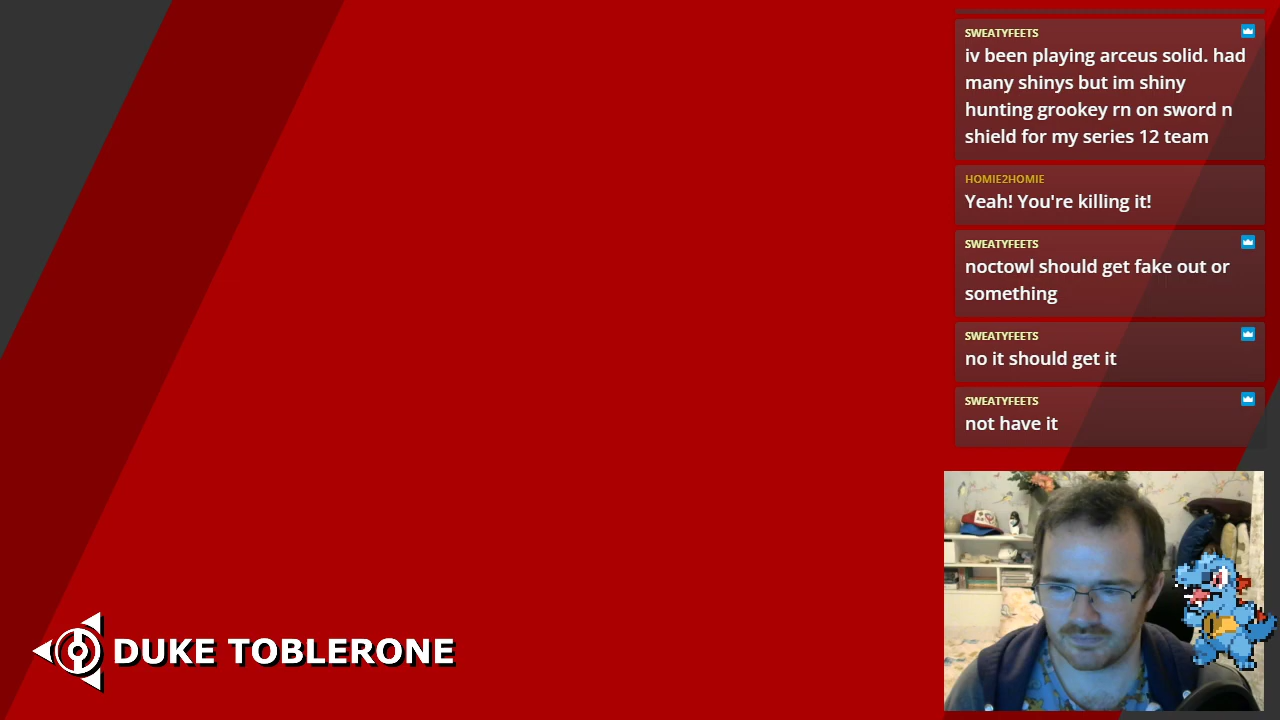 SWEATYFEETS
iv been playing arceus solid. had
many shinys but im shiny
hunting grookey rn on sword n
shield for my series 12 team
HOMIE2HOMIE
Yeah! You're killing it!
SWEATYFEETS
noctowl should get fake out or
something
SWEATYFEETS
no it should get it
SWEATYFEETS
not have it
DUKE TOBLERONE